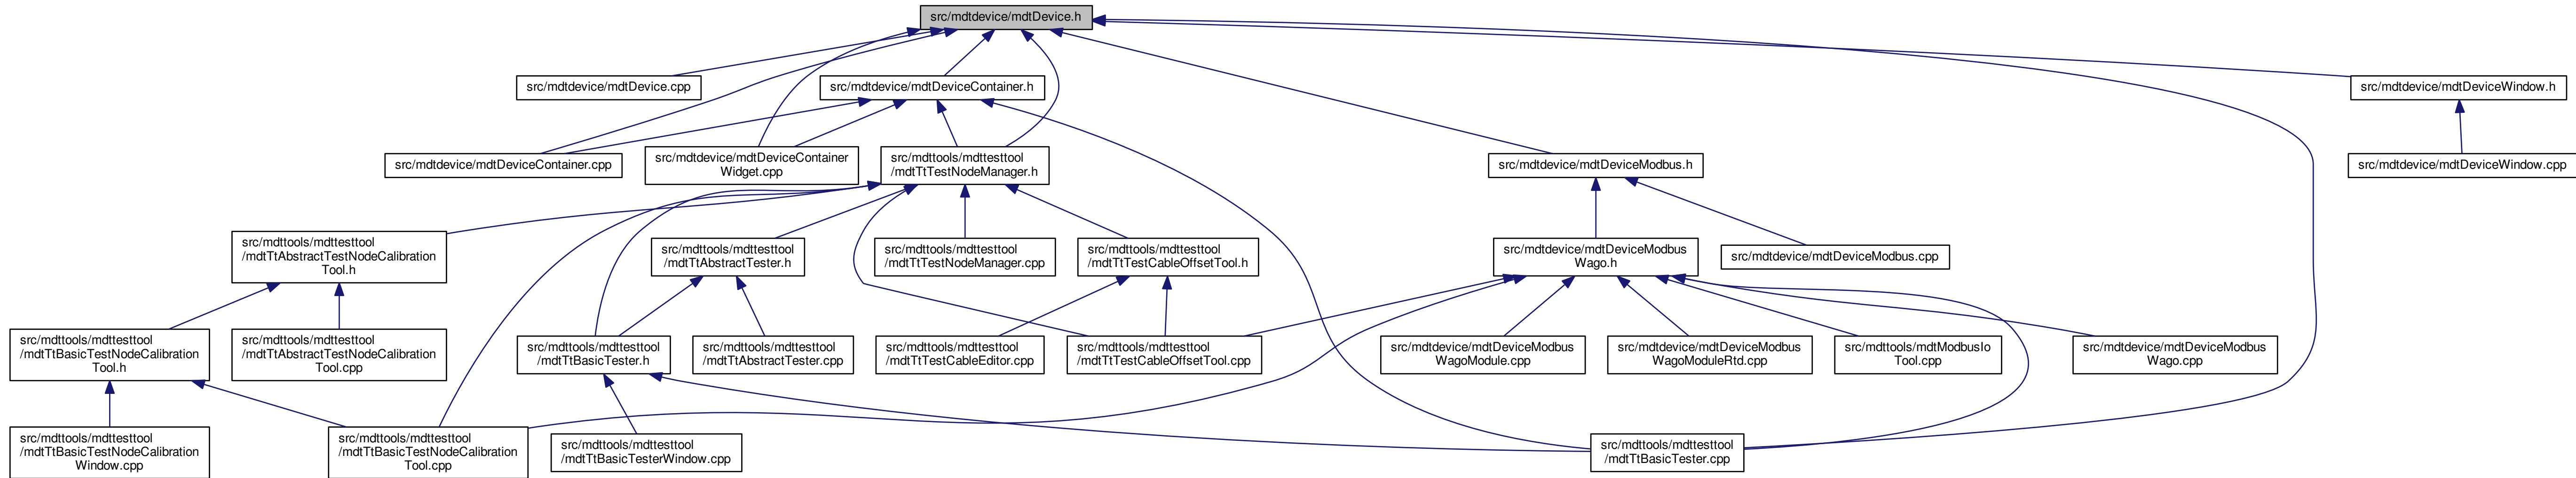 src/mdtdevice/mdtDevice.h
src/mdtdevice/mdtDevice.cpp
src/mdtdevice/mdtDeviceContainer.h
src/mdtdevice/mdtDeviceWindow.h
src/mdtdevice/mdtDeviceContainer.cpp
src/mdtdevice/mdtDeviceContainer
Widget.cpp
src/mdttools/mdttesttool
/mdtTtTestNodeManager.h
src/mdtdevice/mdtDeviceModbus.h
src/mdtdevice/mdtDeviceWindow.cpp
src/mdttools/mdttesttool
/mdtTtAbstractTestNodeCalibration
Tool.h
src/mdttools/mdttesttool
/mdtTtAbstractTester.h
src/mdttools/mdttesttool
/mdtTtTestNodeManager.cpp
src/mdttools/mdttesttool
/mdtTtTestCableOffsetTool.h
src/mdtdevice/mdtDeviceModbus
Wago.h
src/mdtdevice/mdtDeviceModbus.cpp
src/mdttools/mdttesttool
/mdtTtBasicTestNodeCalibration
Tool.h
src/mdttools/mdttesttool
/mdtTtAbstractTestNodeCalibration
Tool.cpp
src/mdttools/mdttesttool
/mdtTtBasicTester.h
src/mdttools/mdttesttool
/mdtTtAbstractTester.cpp
src/mdttools/mdttesttool
/mdtTtTestCableEditor.cpp
src/mdttools/mdttesttool
/mdtTtTestCableOffsetTool.cpp
src/mdtdevice/mdtDeviceModbus
WagoModule.cpp
src/mdtdevice/mdtDeviceModbus
WagoModuleRtd.cpp
src/mdttools/mdtModbusIo
Tool.cpp
src/mdtdevice/mdtDeviceModbus
Wago.cpp
src/mdttools/mdttesttool
/mdtTtBasicTestNodeCalibration
Window.cpp
src/mdttools/mdttesttool
/mdtTtBasicTestNodeCalibration
Tool.cpp
src/mdttools/mdttesttool
/mdtTtBasicTesterWindow.cpp
src/mdttools/mdttesttool
/mdtTtBasicTester.cpp